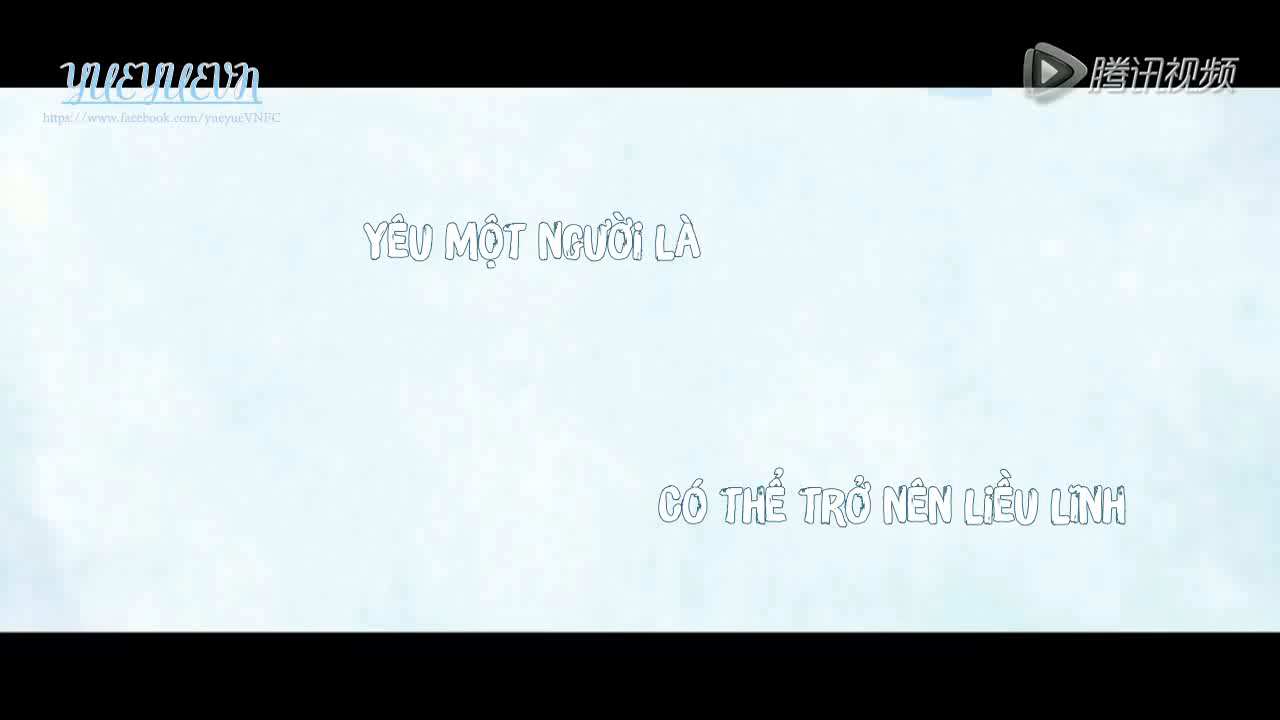 YUEYUEVN
腾讯视频
https://www.facebook.com/yueyueVNFC
YÊU MỘT NGƯỜI LÀ
CÓ THỂ TRỞ NÊN LIỀU LĨNH